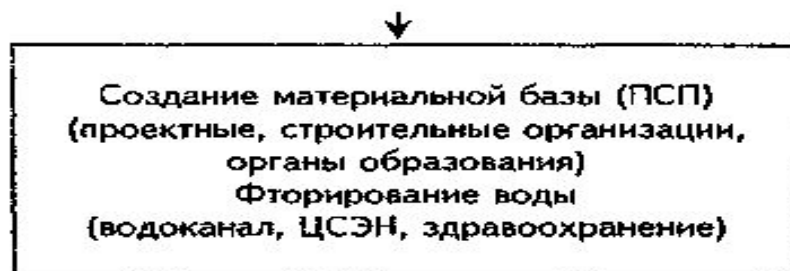 Создание материальной базы (ПСП)
(проектные, строительные организации,
органы образования)
Фторирование воды
(водоканал, ЦСЭН, здравоохранение)